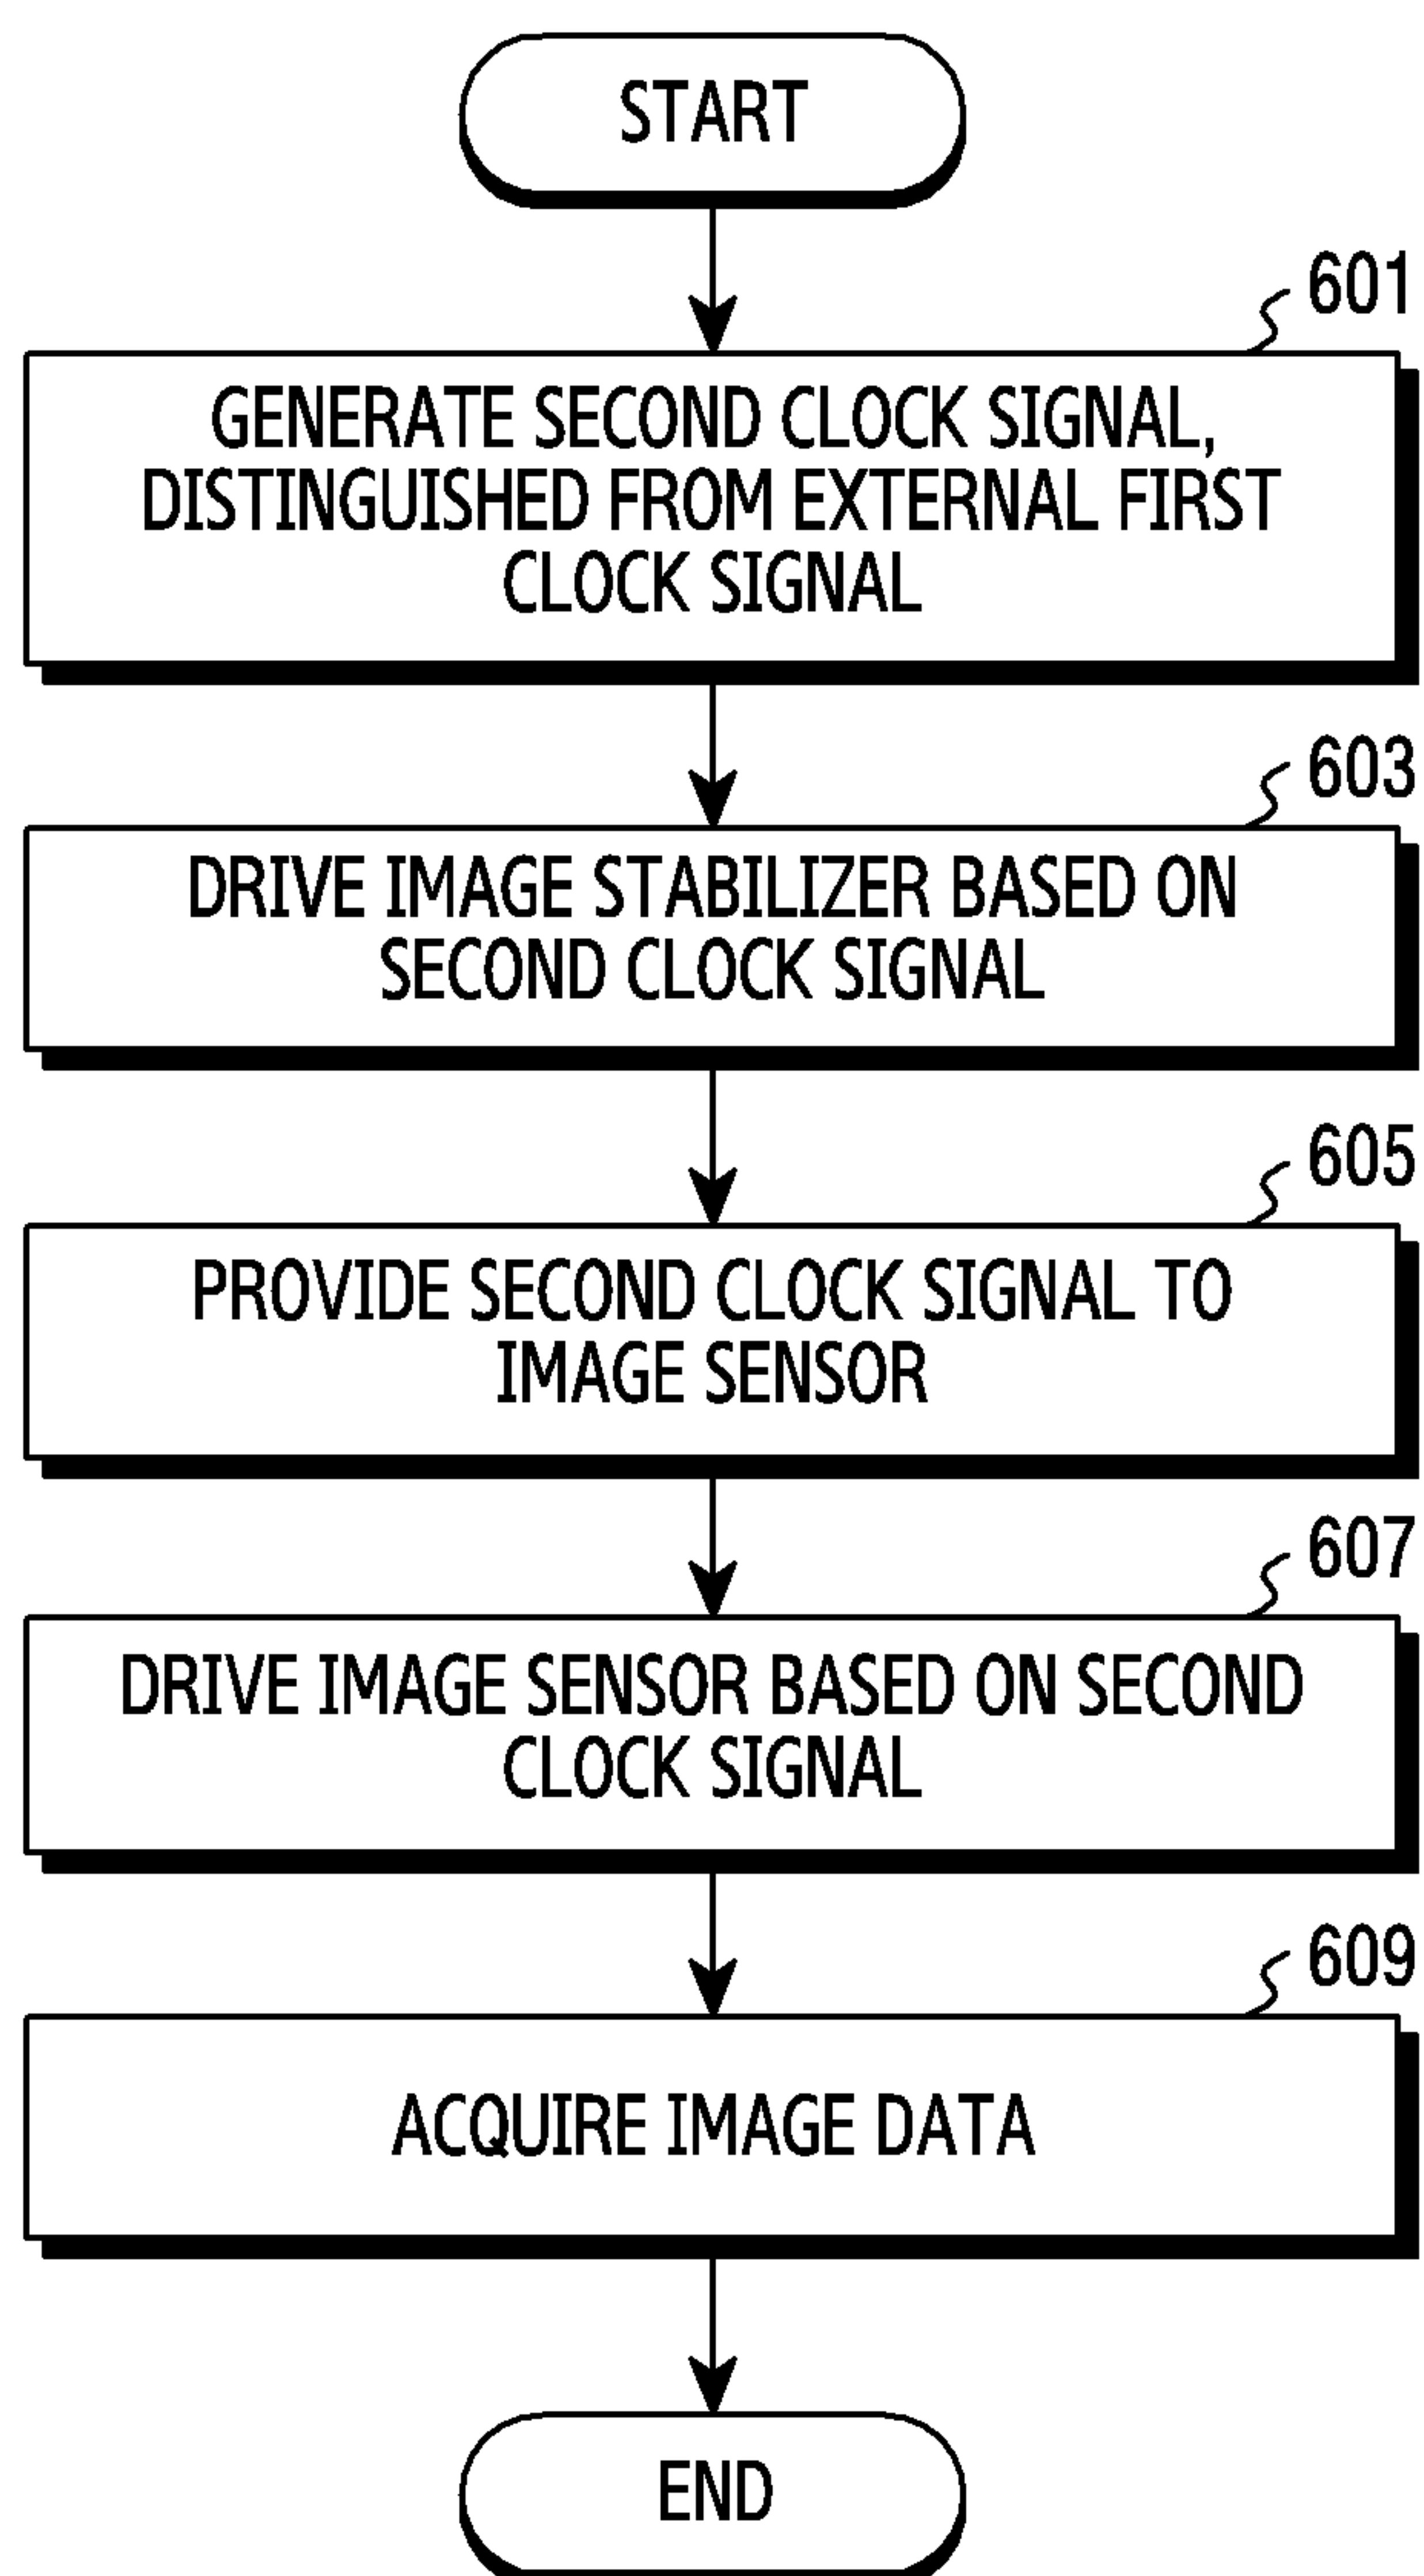 START
601
GENERATE SECOND CLOCK SIGNAL,
DISTINGUISHED FROM EXTERNAL FIRST
CLOCK SIGNAL
603
DRIVE IMAGE STABILIZER BASED ON
SECOND CLOCK SIGNAL
605
PROVIDE SECOND CLOCK SIGNAL TO
IMAGE SENSOR
607
DRIVE IMAGE SENSOR BASED ON SECOND
CLOCK SIGNAL
609
ACQUIRE IMAGE DATA
END